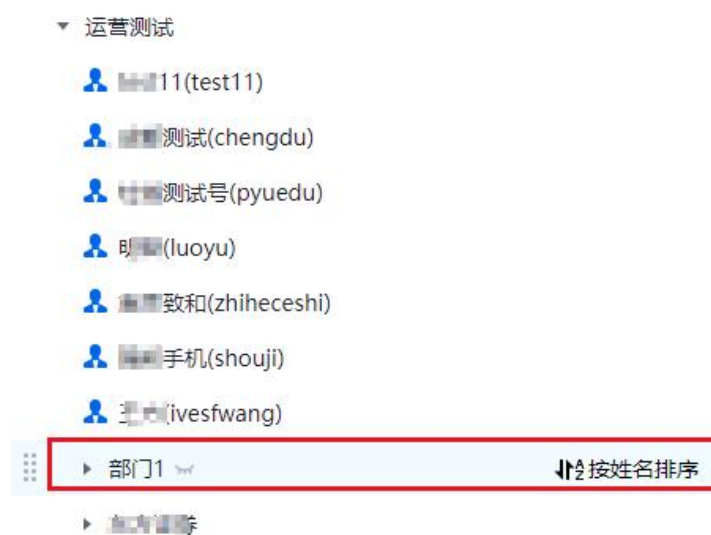 运营测试
11(test11)
测试(chengdu)
测试号(pyuedu)
(luoyu)
致和(zhiheceshi)
手机(shouji)
(ivesfwang)
部门1 按姓名排序